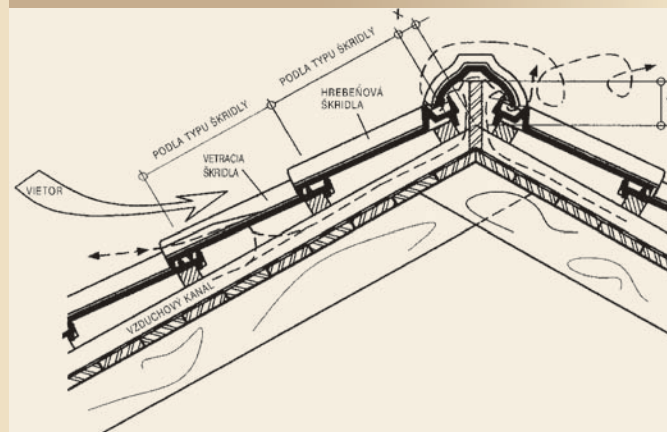 X
PODĽA TYPU ŠKRIDLY
PODĽA TYPU ŠKRIDLY
HREBEŇOVÁ
ŠKRIDLA
VETRACIA
ŠKRIDLA
VIETOR
VZDUCHOVÝ KANÁL